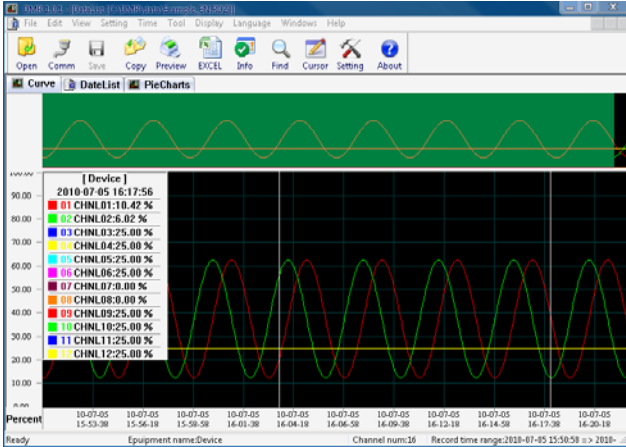 File Edit View Setting Time Tool Display Language Windows Help
Open Comm Save Copy Preview EXCEL Info Find Cursor Setting About
Curve DateList PieCharts
[ Device ]
2010-07-05 16:17:56
01 CHNL01:10.42 %
02 CHNL02:6.02 %
03 CHNL03:25.00 %
04 CHNL04:25.00 %
05 CHNL05:25.00 %
06 CHNL06:25.00 %
07 CHNL07:0.00 %
08 CHNL08:0.00 %
09 CHNL09:25.00 %
10 CHNL10:25.00 %
11 CHNL11:25.00 %
12 CHNL12:25.00 %
100.00
90.00
80.00
70.00
60.00
50.00
40.00
30.00
20.00
10.00
0.00
Percent
10-07-05 10-07-05 10-07-05 10-07-05 10-07-05 10-07-05 10-07-05 10-07-05 10-07-05 10-07-05 10-07-05
15-53-38 15-56-18 15-58-58 16-01-38 16-04-18 16-06-58 16-09-38 16-12-18 16-14-58 16-17-38 16-20-18
Ready Epuipment name:Device Channel num:16 Record time range:2010-07-05 15:50:58 => 2010-